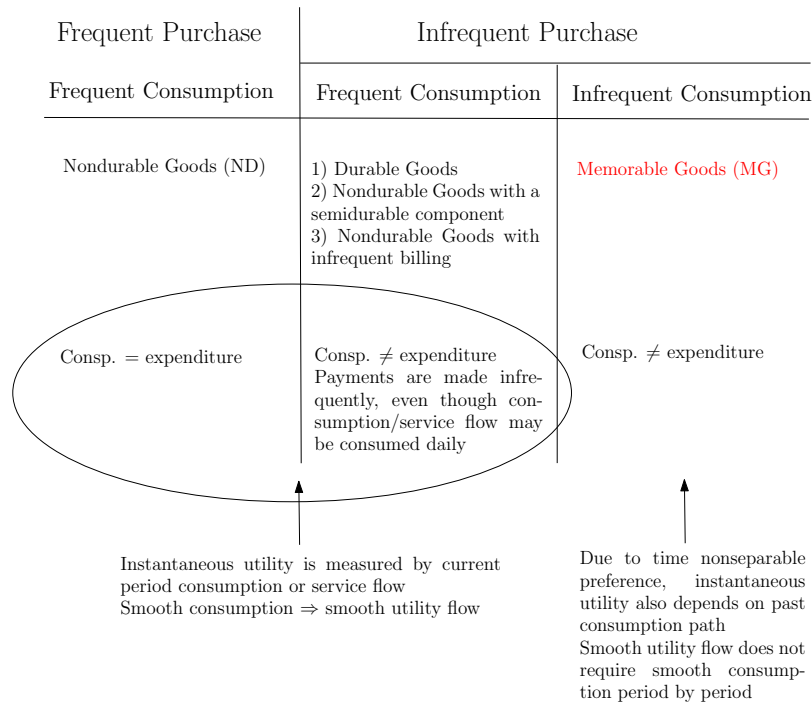 Frequent Purchase
Infrequent Purchase
Frequent Consumption
Frequent Consumption
Infrequent Consumption
Nondurable Goods (ND)
1) Durable Goods
2) Nondurable Goods with a
semidurable component
3) Nondurable Goods with
infrequent billing
Memorable Goods (MG)
Consp. = expenditure
Consp. ≠ expenditure
Payments are made infre-
quently, even though con-
sumption/service flow may
be consumed daily
Consp. ≠ expenditure
Instantaneous utility is measured by current
period consumption or service flow
Smooth consumption ⇒ smooth utility flow
Due to time nonseparable
preference, instantaneous
utility also depends on past
consumption path
Smooth utility flow does not
require smooth consump-
tion period by period